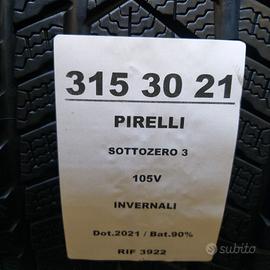 315 30 21
PIRELLI
SOTTOZERO 3
105V
INVERNALI
Dot.2021 / Bat.90%
RIF 3922
subito